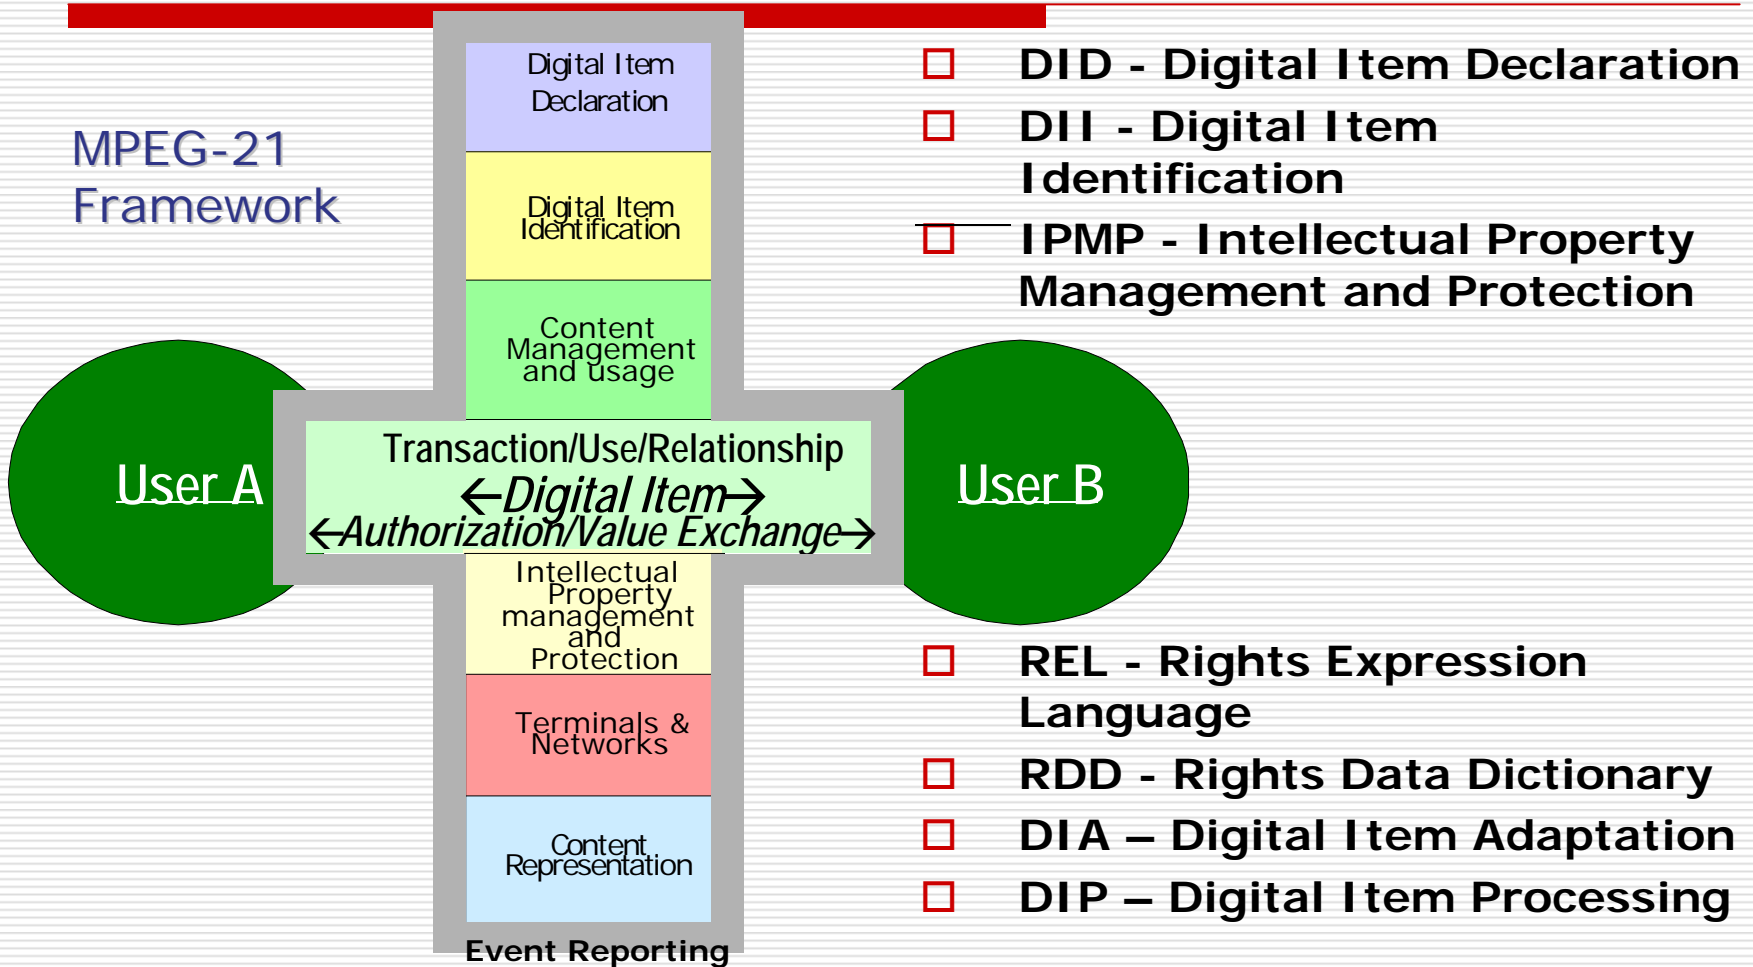 MPEG-21
Framework
Digital Item
Declaration
Digital Item
Identification
Content
Management
and usage
User A
Transaction/Use/Relationship
←Digital Item→
←Authorization/Value Exchange→
User B
Intellectual
Property
management
and
Protection
Terminals &
Networks
Content
Representation
Event Reporting
DID - Digital Item Declaration
DII - Digital Item
Identification
IPMP - Intellectual Property
Management and Protection
REL - Rights Expression
Language
RDD - Rights Data Dictionary
DIA – Digital Item Adaptation
DIP – Digital Item Processing